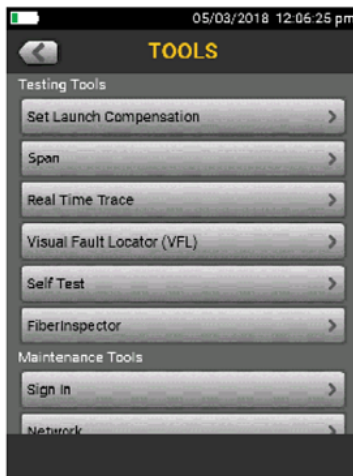 05/03/2018 12:06:25 pm
TOOLS
Testing Tools
Set Launch Compensation
Span
Real Time Trace
Visual Fault Locator (VFL)
Self Test
FiberInspector
Maintenance Tools
Sign In
Network